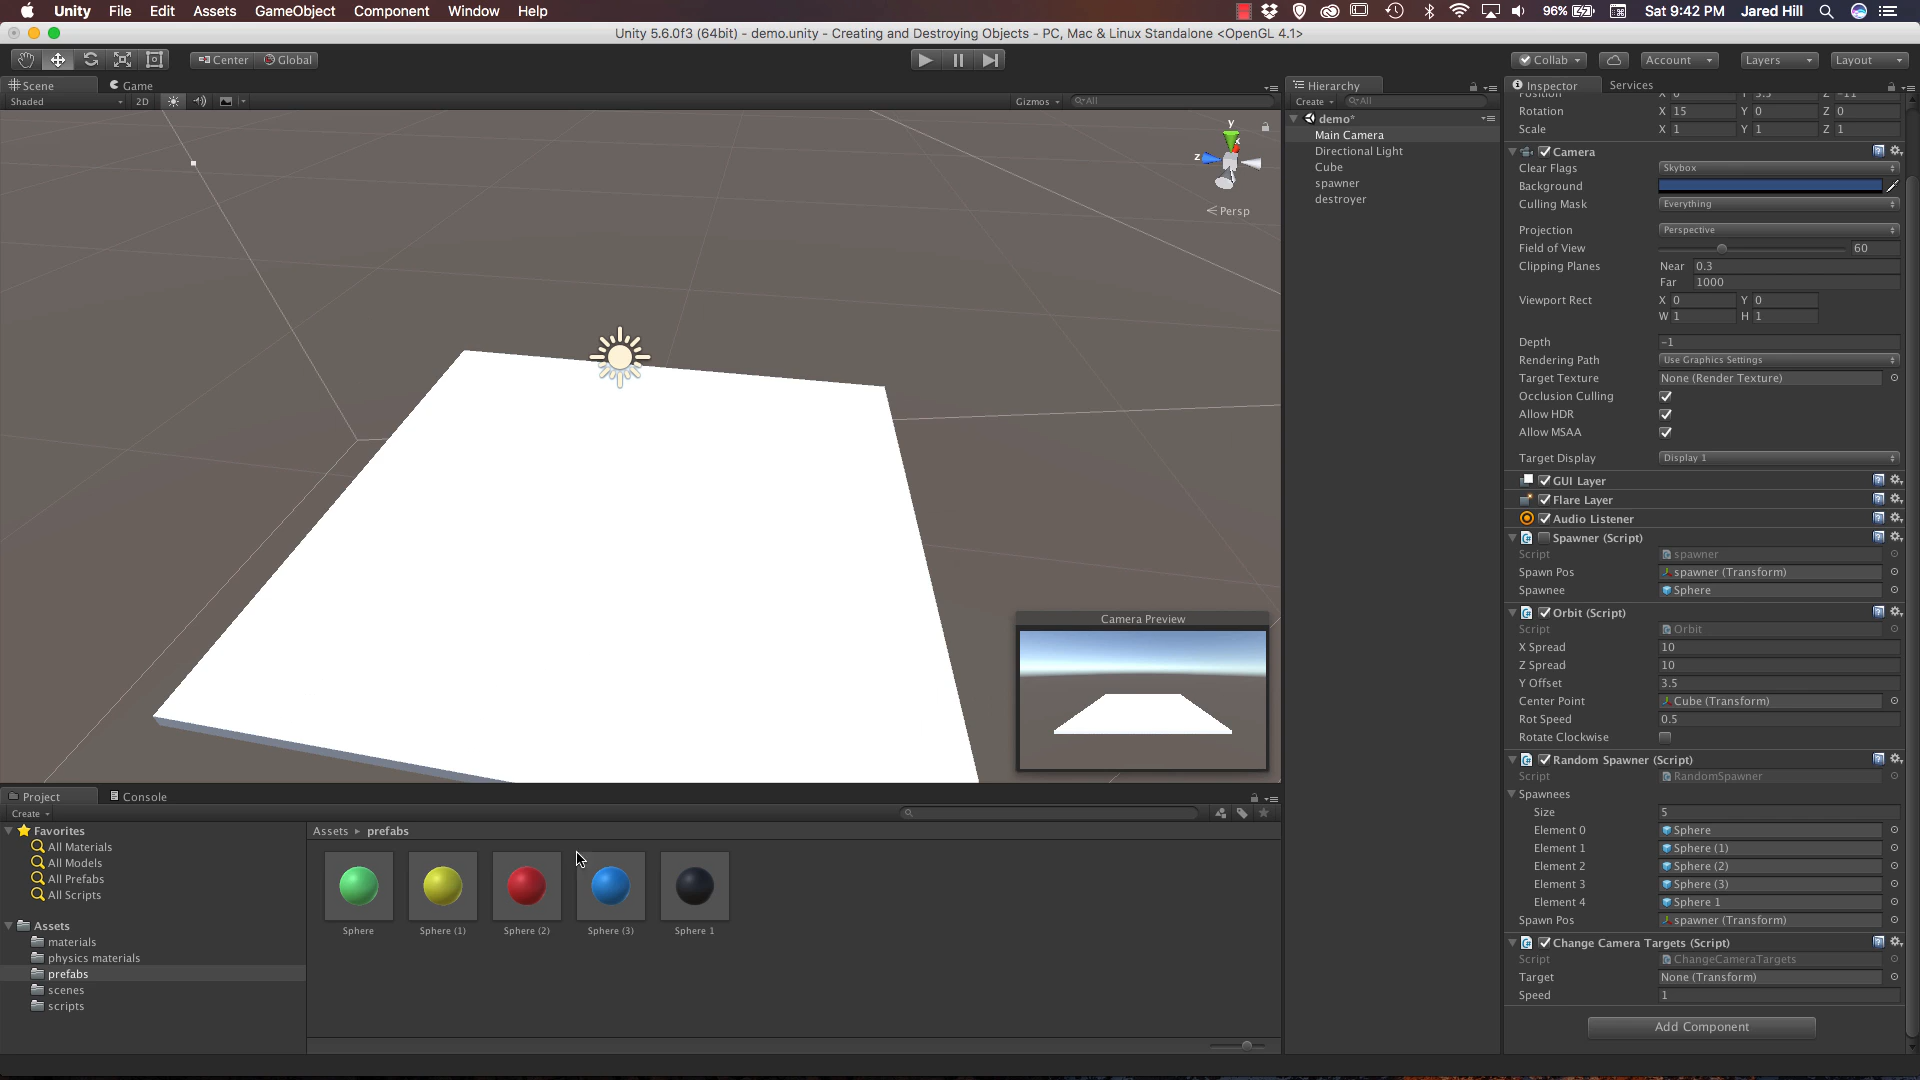 Unity File Edit Assets GameObject Component Window Help
96% Sat 9:42 PM Jared Hill
Unity 5.6.0f3 (64bit) - demo.unity - Creating and Destroying Objects - PC, Mac & Linux Standalone <OpenGL 4.1>
Center Global
Collab Account Layers Layout
Scene Game
Shaded 2D Gizmos All
y
x
z
Persp
Camera Preview
Hierarchy
Create All
demo*
Main Camera
Directional Light
Cube
spawner
destroyer
Inspector Services
Position X 0 Y 3.5 Z -11
Rotation X 15 Y 0 Z 0
Scale X 1 Y 1 Z 1
Camera
Clear Flags Skybox
Background
Culling Mask Everything
Projection Perspective
Field of View 60
Clipping Planes Near 0.3
Far 1000
Viewport Rect X 0 Y 0
W 1 H 1
Depth -1
Rendering Path Use Graphics Settings
Target Texture None (Render Texture)
Occlusion Culling
Allow HDR
Allow MSAA
Target Display Display 1
GUI Layer
Flare Layer
Audio Listener
Spawner (Script)
Script spawner
Spawn Pos spawner (Transform)
Spawnee Sphere
Orbit (Script)
Script Orbit
X Spread 10
Z Spread 10
Y Offset 3.5
Center Point Cube (Transform)
Rot Speed 0.5
Rotate Clockwise
Random Spawner (Script)
Script RandomSpawner
Spawnees
Size 5
Element 0 Sphere
Element 1 Sphere (1)
Element 2 Sphere (2)
Element 3 Sphere (3)
Element 4 Sphere 1
Spawn Pos spawner (Transform)
Change Camera Targets (Script)
Script ChangeCameraTargets
Target None (Transform)
Speed 1
Add Component
Project Console
Create
Favorites
All Materials
All Models
All Prefabs
All Scripts
Assets
materials
physics materials
prefabs
scenes
scripts
Assets prefabs
Sphere Sphere (1) Sphere (2) Sphere (3) Sphere 1